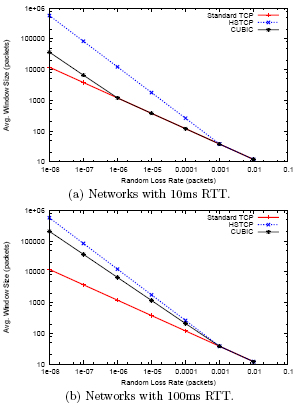 1e+06
100000
10000
1000
100
10
1e-08 1e-07 1e-06 1e-05 0.0001 0.001 0.01 0.1
Avg. Window Size (packets)
Random Loss Rate (packets)
Standard TCP
HSTCP
CUBIC
(a) Networks with 10ms RTT.
1e+06
100000
10000
1000
100
10
1e-08 1e-07 1e-06 1e-05 0.0001 0.001 0.01 0.1
Avg. Window Size (packets)
Random Loss Rate (packets)
Standard TCP
HSTCP
CUBIC
(b) Networks with 100ms RTT.